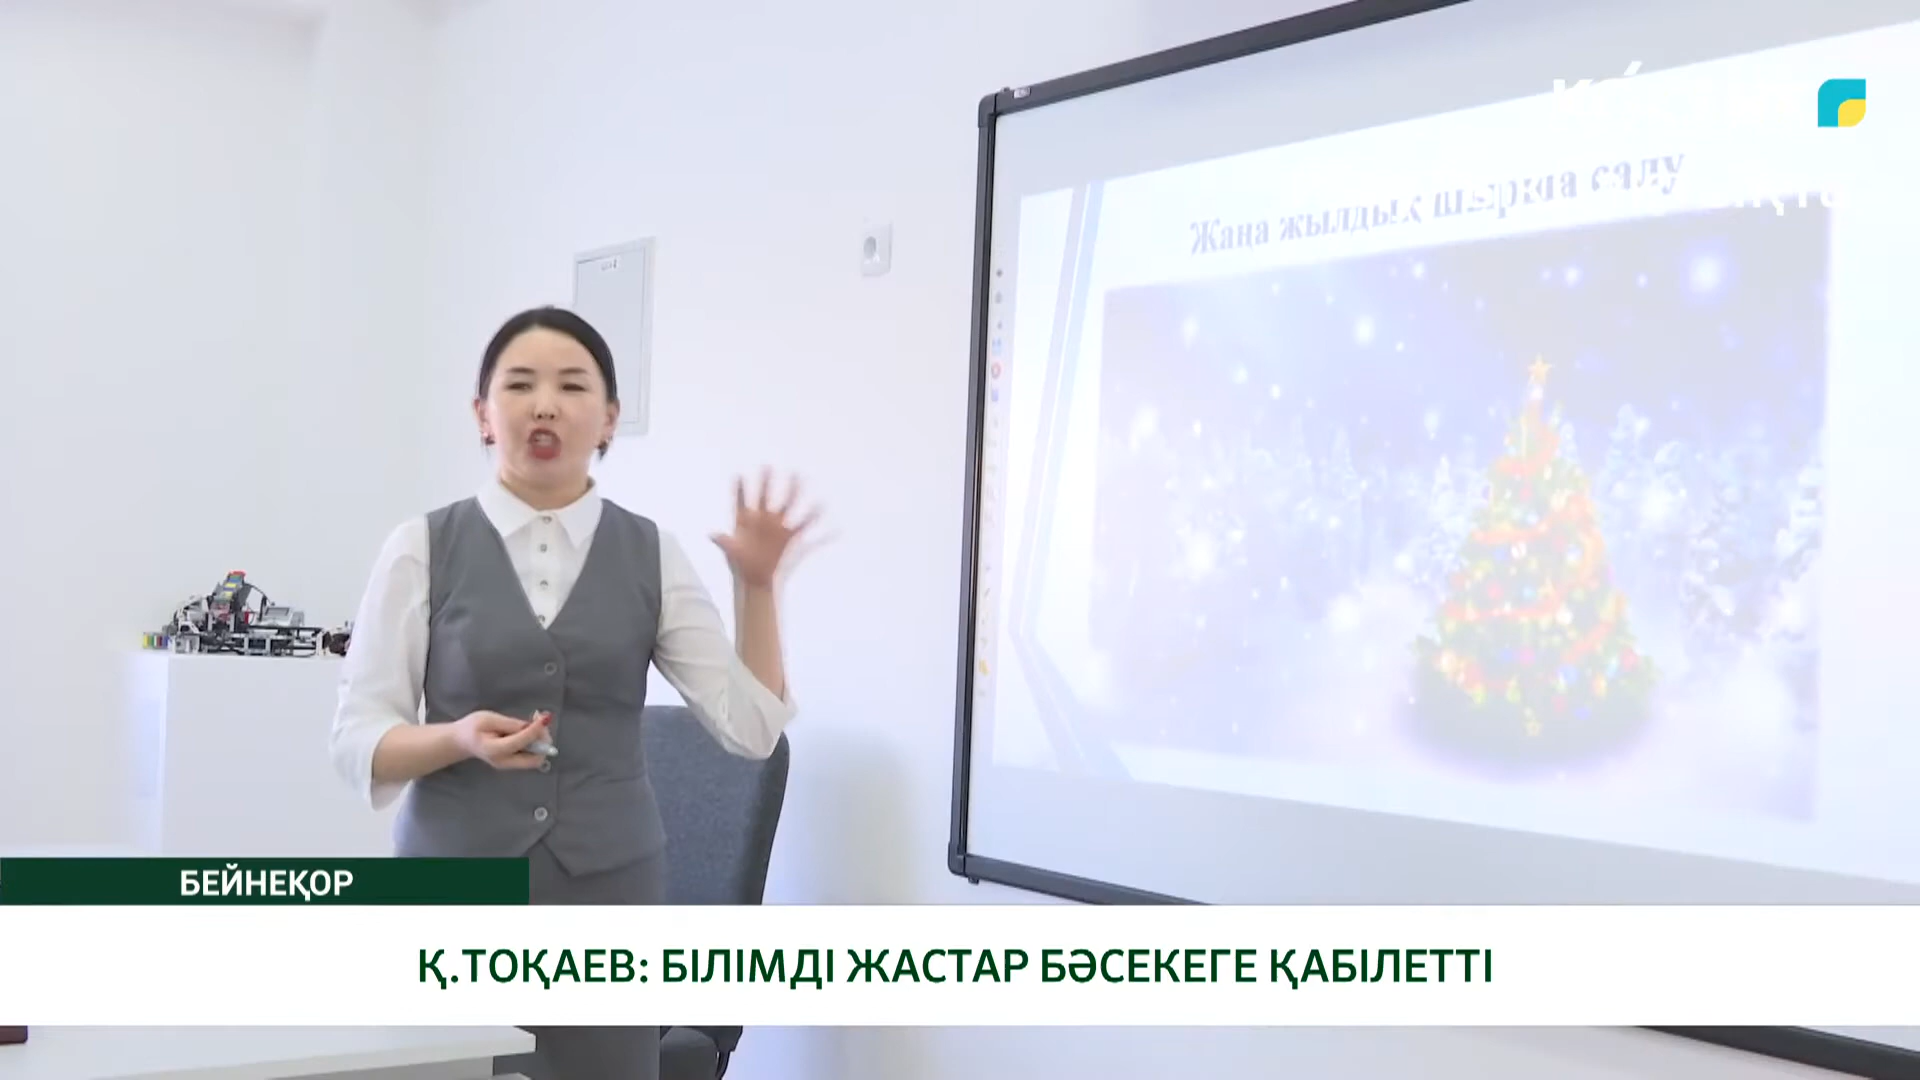 Жаңа жылдық шырша салу
БЕЙНЕҚОР
Қ.ТОҚАЕВ: БІЛІМДІ ЖАСТАР БӘСЕКЕГЕ ҚАБІЛЕТТІ